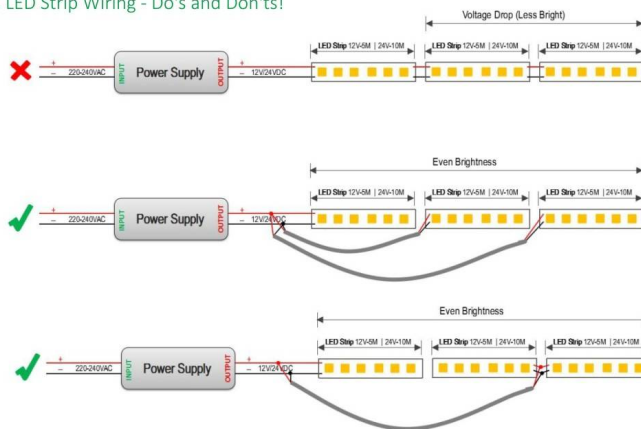 LED Strip Wiring - Do's and Don'ts!
Voltage Drop (Less Bright)
LED Strip 12V-5M | 24V-10M
LED Strip 12V-5M | 24V-10M
LED Strip 12V-5M | 24V-10M
+
220-240VAC
–
INPUT
Power Supply
OUTPUT
+
12V/24VDC
–
Even Brightness
LED Strip 12V-5M | 24V-10M
LED Strip 12V-5M | 24V-10M
LED Strip 12V-5M | 24V-10M
+
220-240VAC
–
INPUT
Power Supply
OUTPUT
+
12V/24VDC
–
Even Brightness
LED Strip 12V-5M | 24V-10M
LED Strip 12V-5M | 24V-10M
LED Strip 12V-5M | 24V-10M
+
220-240VAC
–
INPUT
Power Supply
OUTPUT
+
12V/24VDC
–